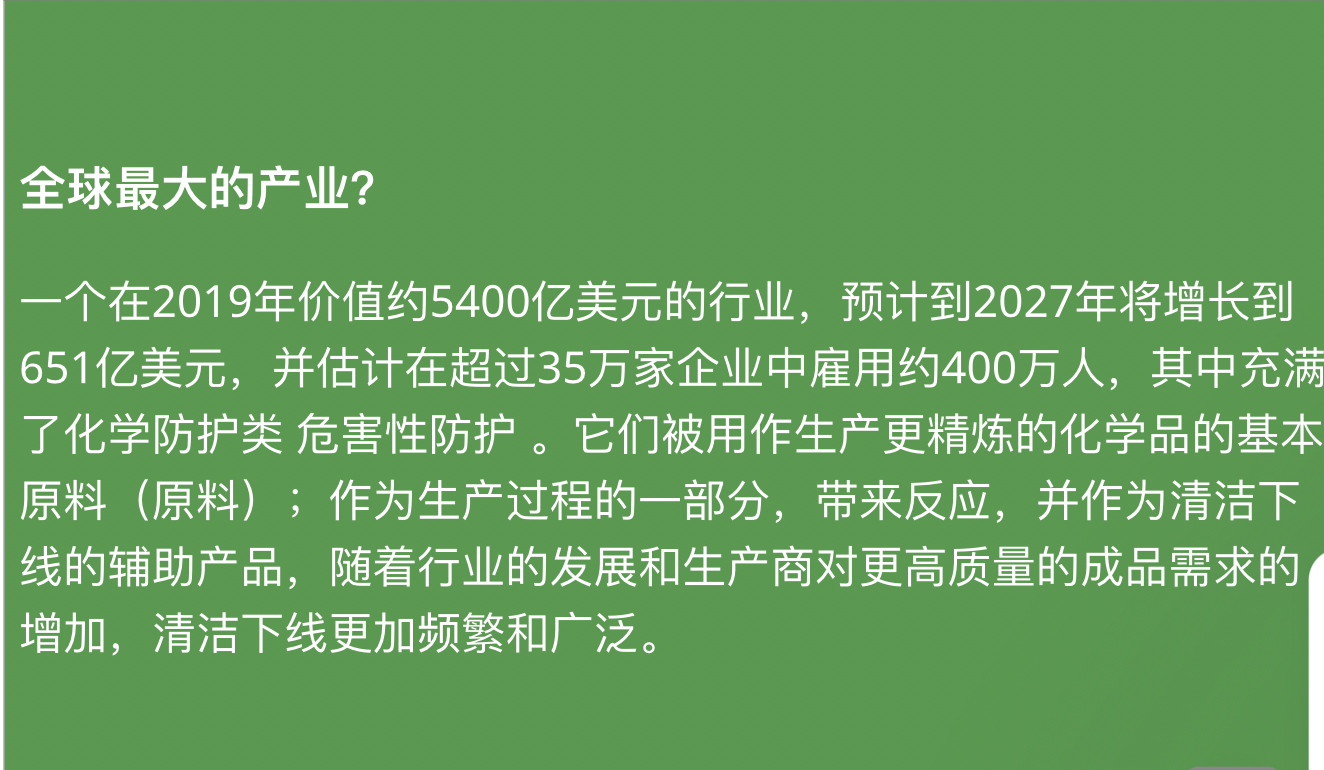 全球最大的产业?
一个在2019年价值约5400亿美元的行业，预计到2027年将增长到
651亿美元，并估计在超过35万家企业中雇用约400万人，其中充满
了化学防护类 危害性防护 。它们被用作生产更精炼的化学品的基本
原料（原料）；作为生产过程的一部分，带来反应，并作为清洁下
线的辅助产品，随着行业的发展和生产商对更高质量的成品需求的
增加，清洁下线更加频繁和广泛。